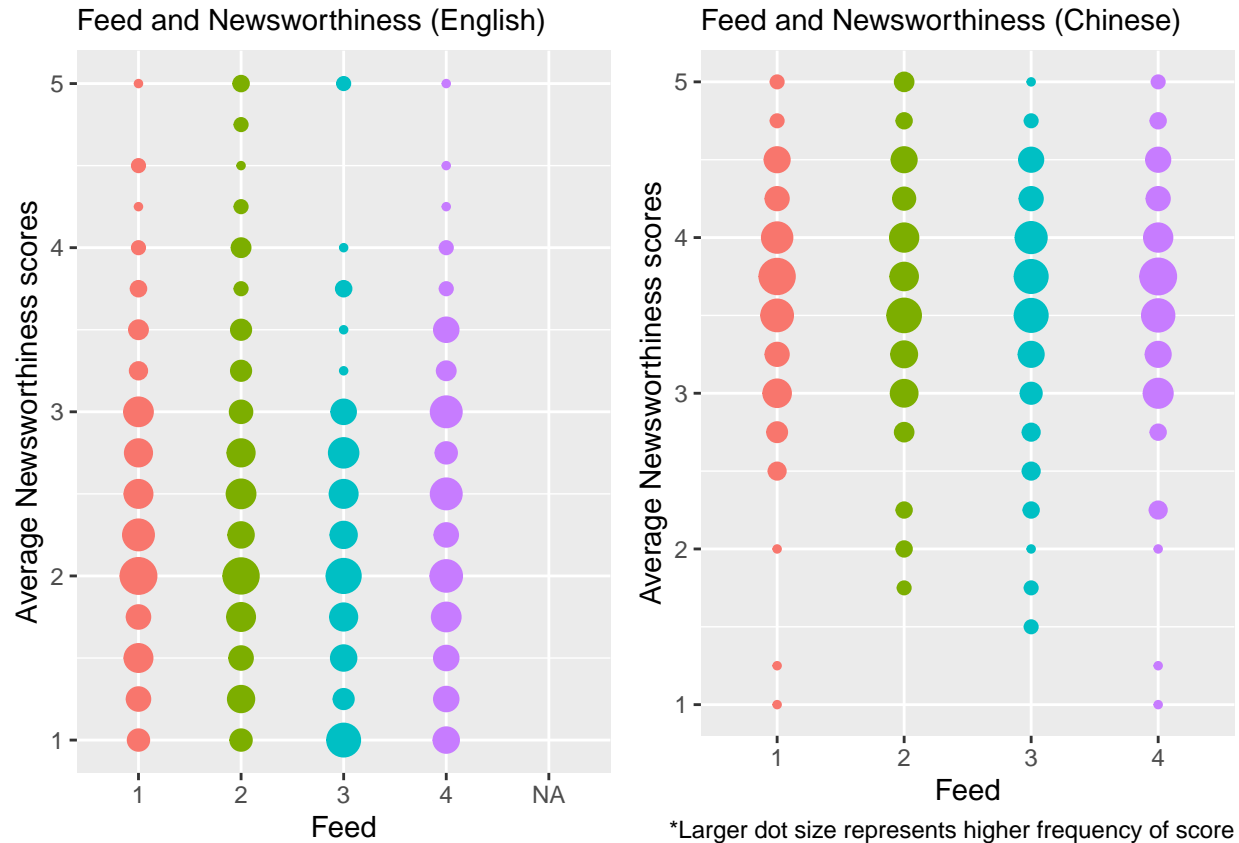 Feed and Newsworthiness (English)
Average Newsworthiness scores
5
4
3
2
1
1 2 3 4 NA
Feed
Feed and Newsworthiness (Chinese)
Average Newsworthiness scores
5
4
3
2
1
1 2 3 4
Feed
*Larger dot size represents higher frequency of score